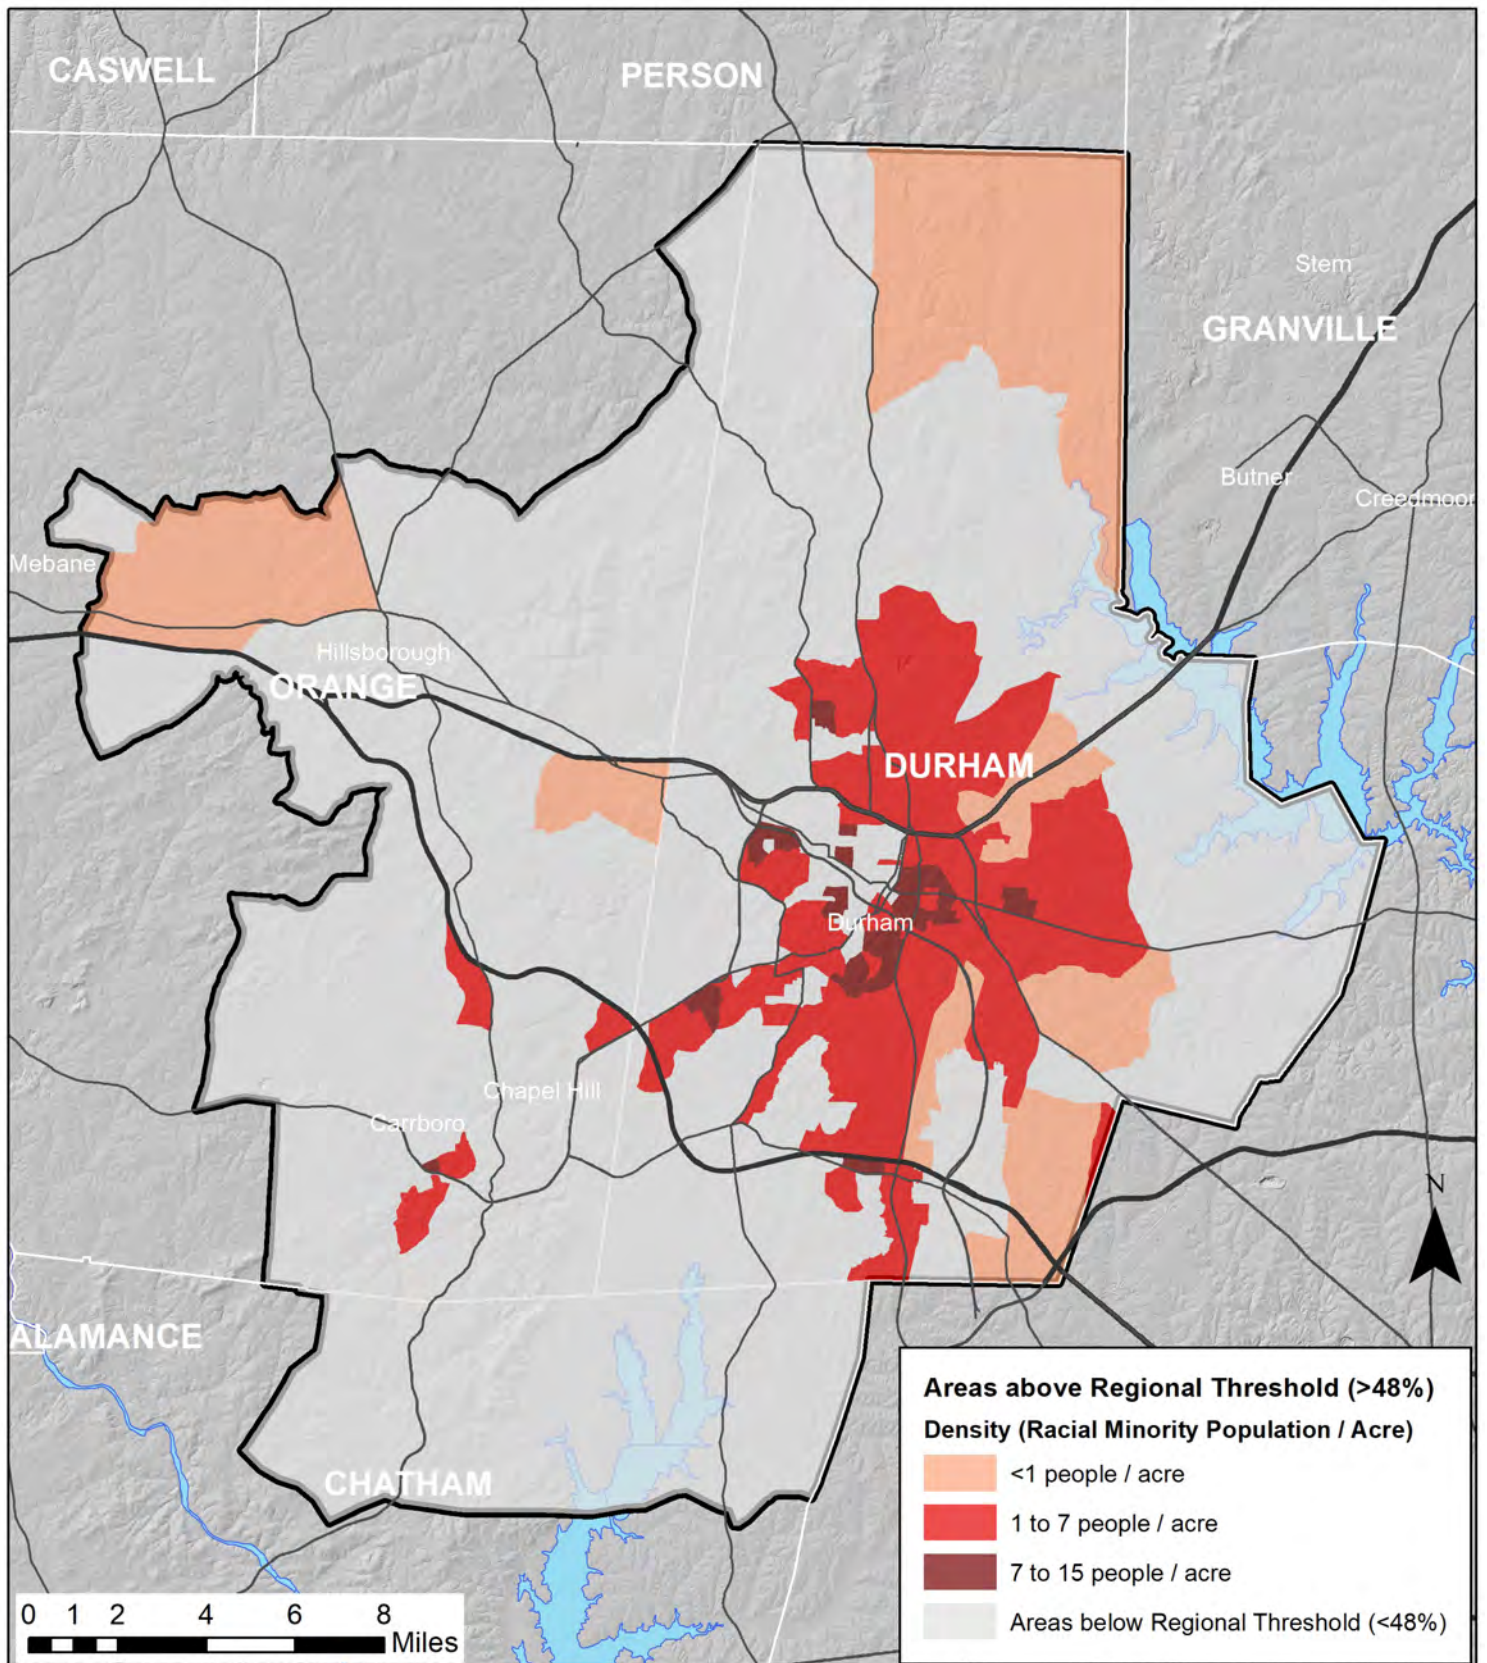 CASWELL
PERSON
Stem
GRANVILLE
Butner
Creedmoor
Mebane
Hillsborough
ORANGE
DURHAM
Durham
Chapel Hill
Carrboro
N
ALAMANCE
CHATHAM
Areas above Regional Threshold (>48%)
Density (Racial Minority Population / Acre)
<1 people / acre
1 to 7 people / acre
7 to 15 people / acre
Areas below Regional Threshold (<48%)
0 1 2 4 6 8
Miles